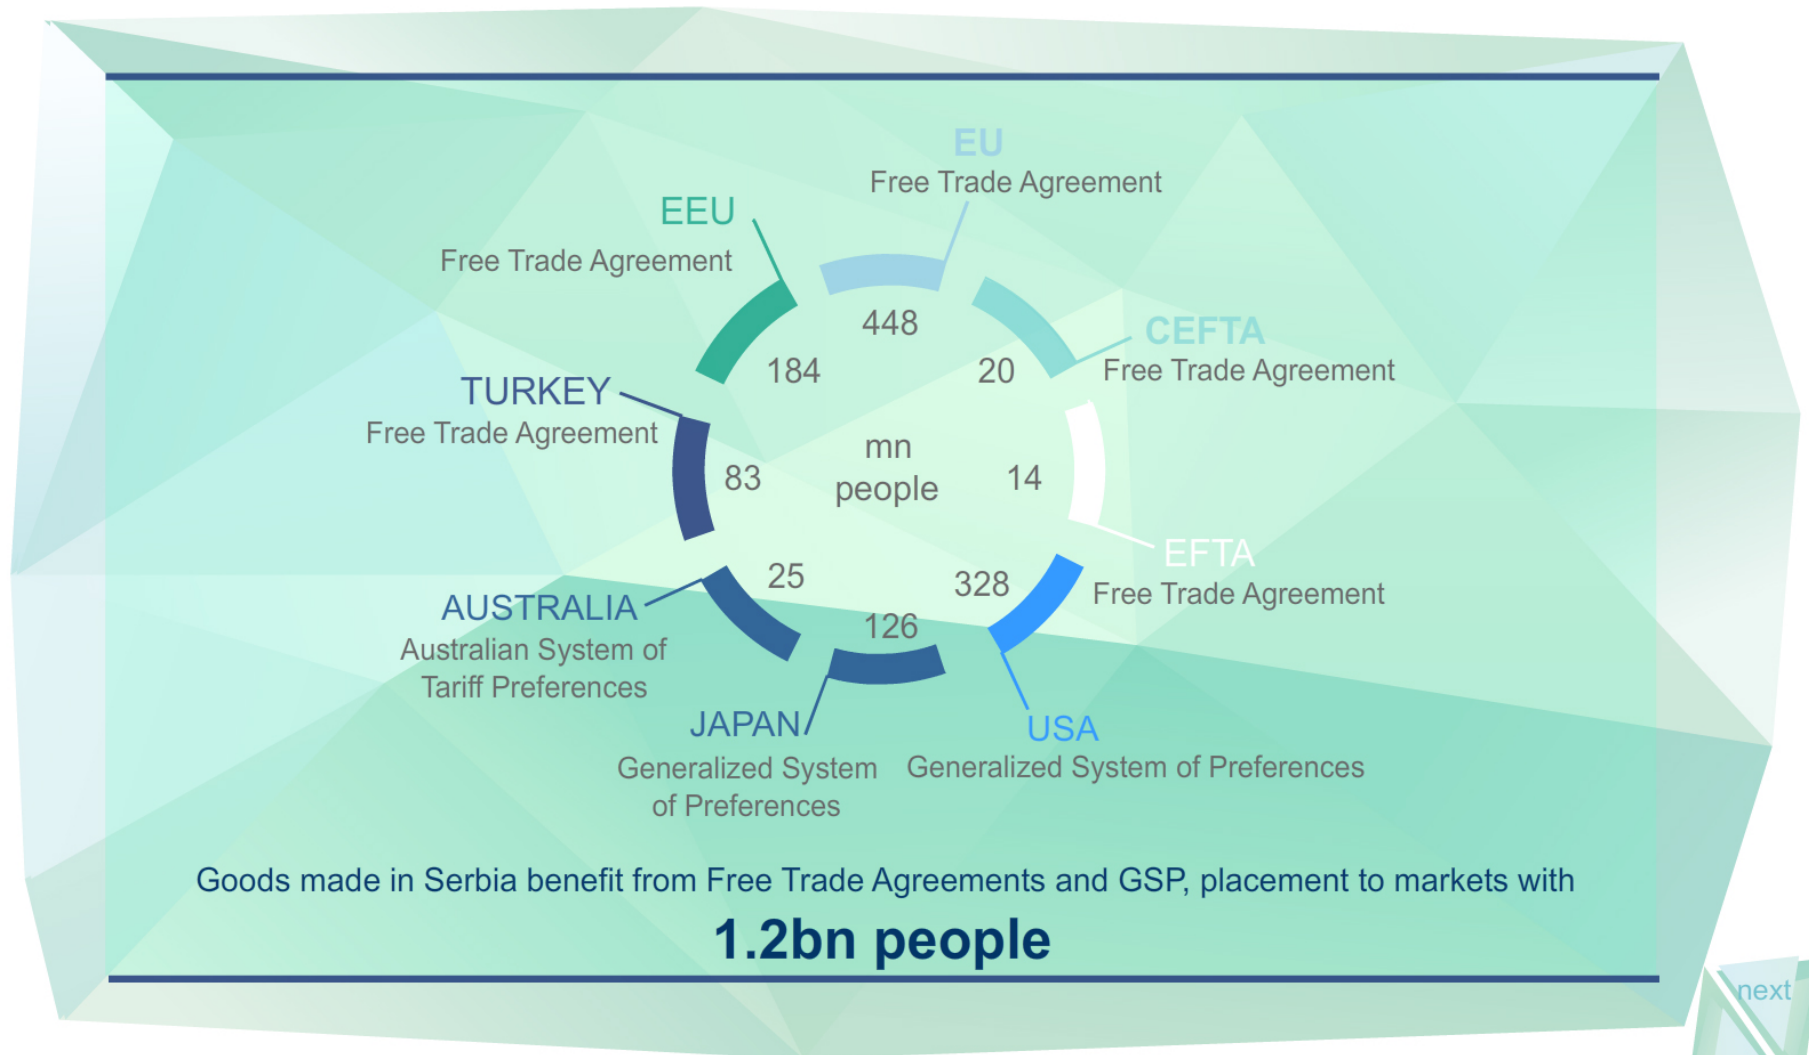 EU
Free Trade Agreement
EEU
Free Trade Agreement
448
CEFTA
Free Trade Agreement
184
20
TURKEY
Free Trade Agreement
mn
people
83
14
EFTA
Free Trade Agreement
25
328
AUSTRALIA
Australian System of
Tariff Preferences
126
JAPAN
Generalized System
of Preferences
USA
Generalized System of Preferences
Goods made in Serbia benefit from Free Trade Agreements and GSP, placement to markets with
1.2bn people
next